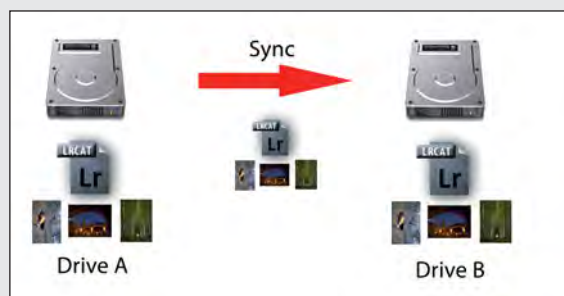 Sync
LRCAT
Lr
LRCAT
Lr
LRCAT
Lr
Drive A
Drive B